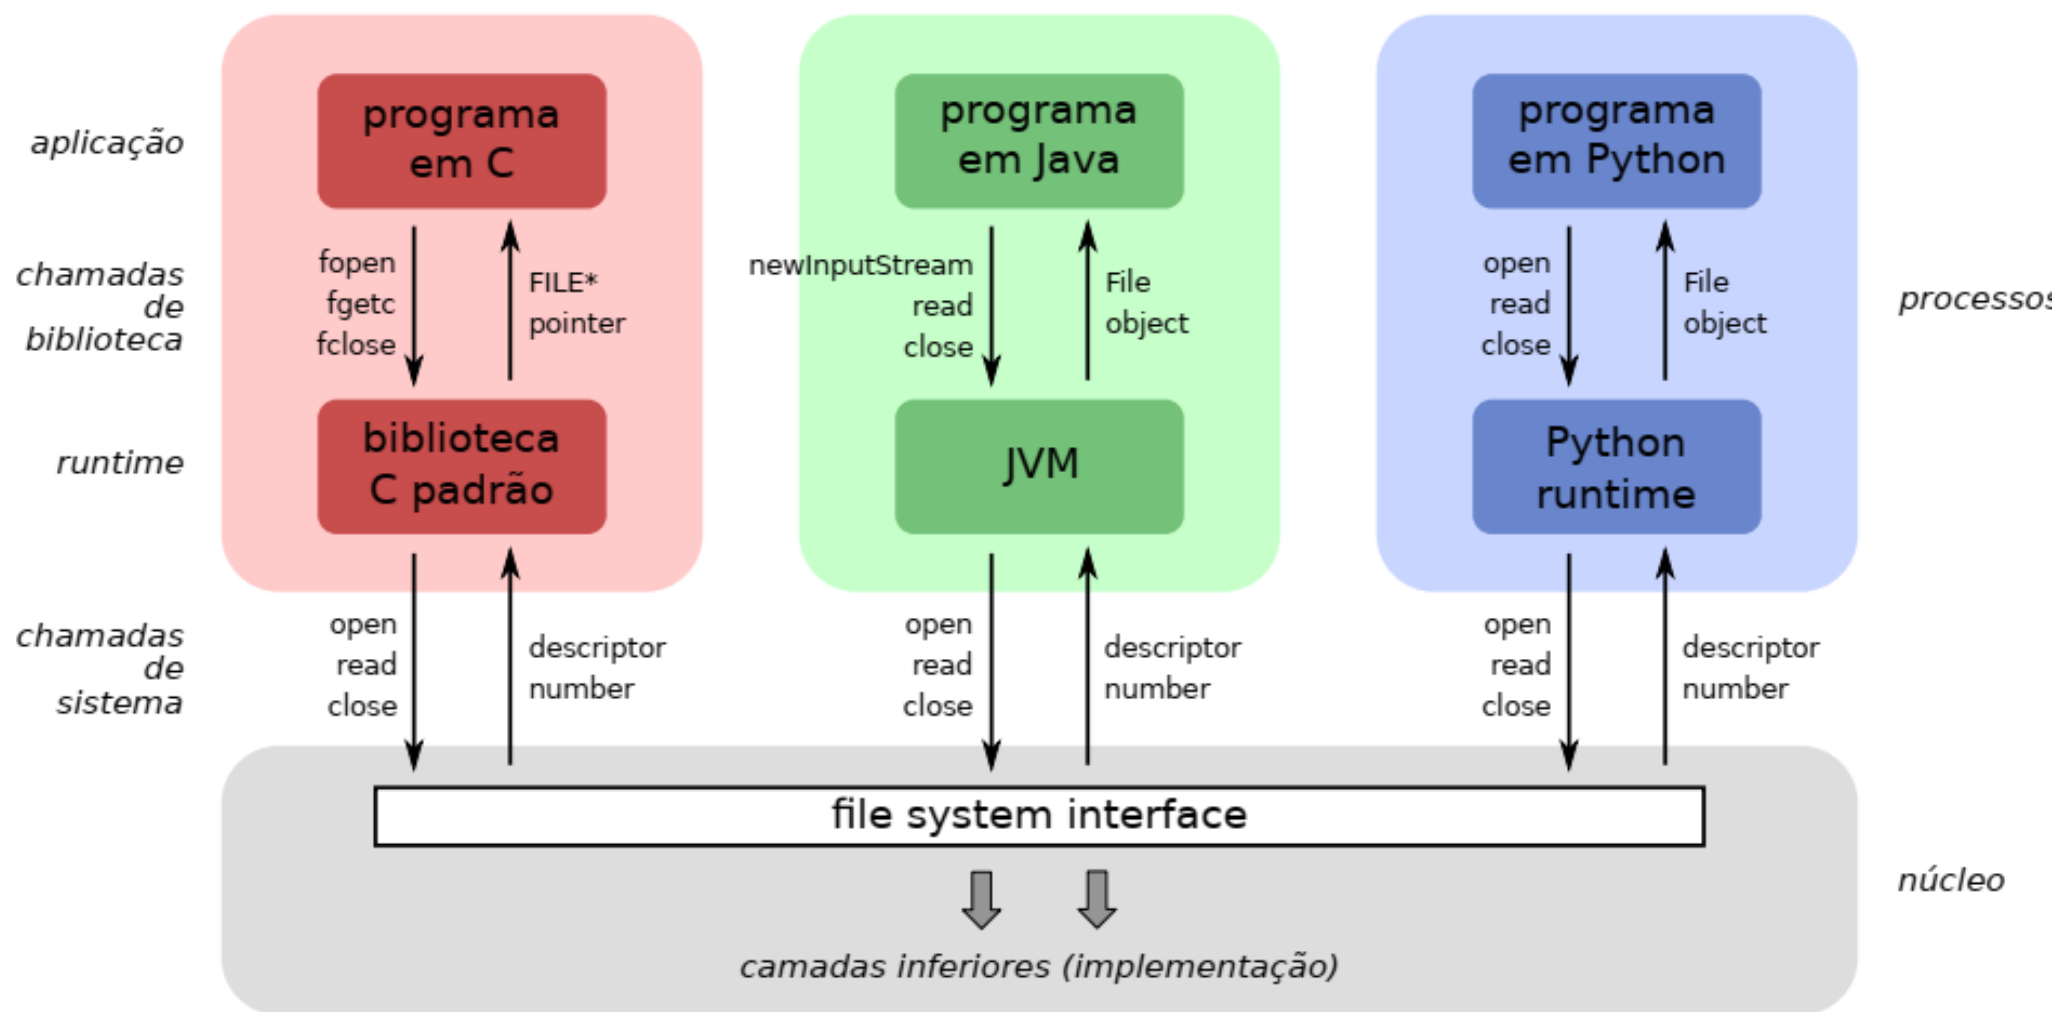 aplicação
programa
em C
programa
em Java
programa
em Python
chamadas
de
biblioteca
fopen
fgetc
fclose
FILE*
pointer
newInputStream
read
close
File
object
open
read
close
File
object
processos
runtime
biblioteca
C padrão
JVM
Python
runtime
chamadas
de
sistema
open
read
close
descriptor
number
open
read
close
descriptor
number
open
read
close
descriptor
number
file system interface
núcleo
camadas inferiores (implementação)